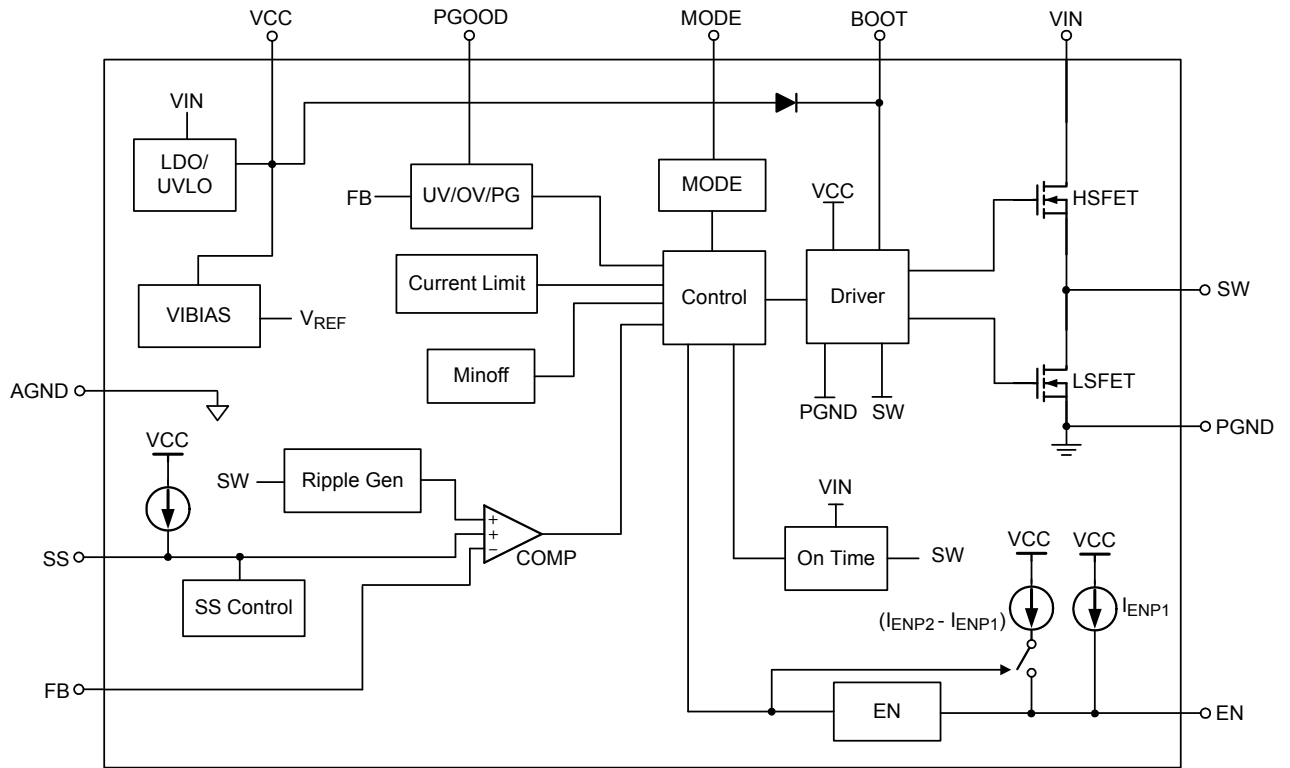 VCC
PGOOD
MODE
BOOT
VIN
VIN
LDO/
UVLO
FB
UV/OV/PG
MODE
VCC
HSFET
Current Limit
Control
Driver
SW
VIBIAS
VREF
Minoff
LSFET
AGND
PGND
SW
PGND
VCC
SW
Ripple Gen
+
+
−
COMP
VIN
SS
On Time
SW
VCC
VCC
SS Control
(IENP2 - IENP1)
IENP1
FB
EN
EN